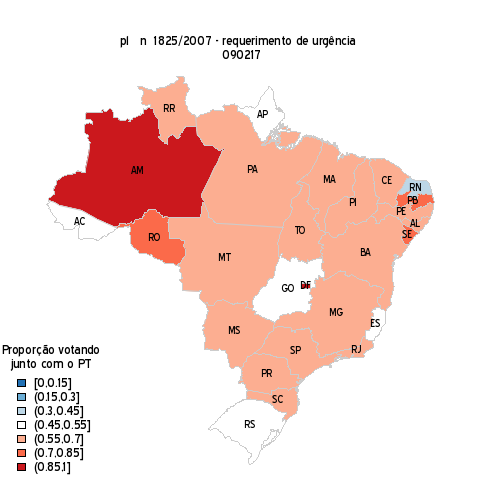 pl n 1825/2007 - requerimento de urgência
090217
AP
RR
AM
PA
MA
CE
RN
PB
PI
PE
AL
SE
AC
RO
TO
BA
MT
GO
DF
MG
ES
MS
SP
RJ
PR
SC
RS
Proporção votando
junto com o PT
[0,0.15]
(0.15,0.3]
(0.3,0.45]
(0.45,0.55]
(0.55,0.7]
(0.7,0.85]
(0.85,1]